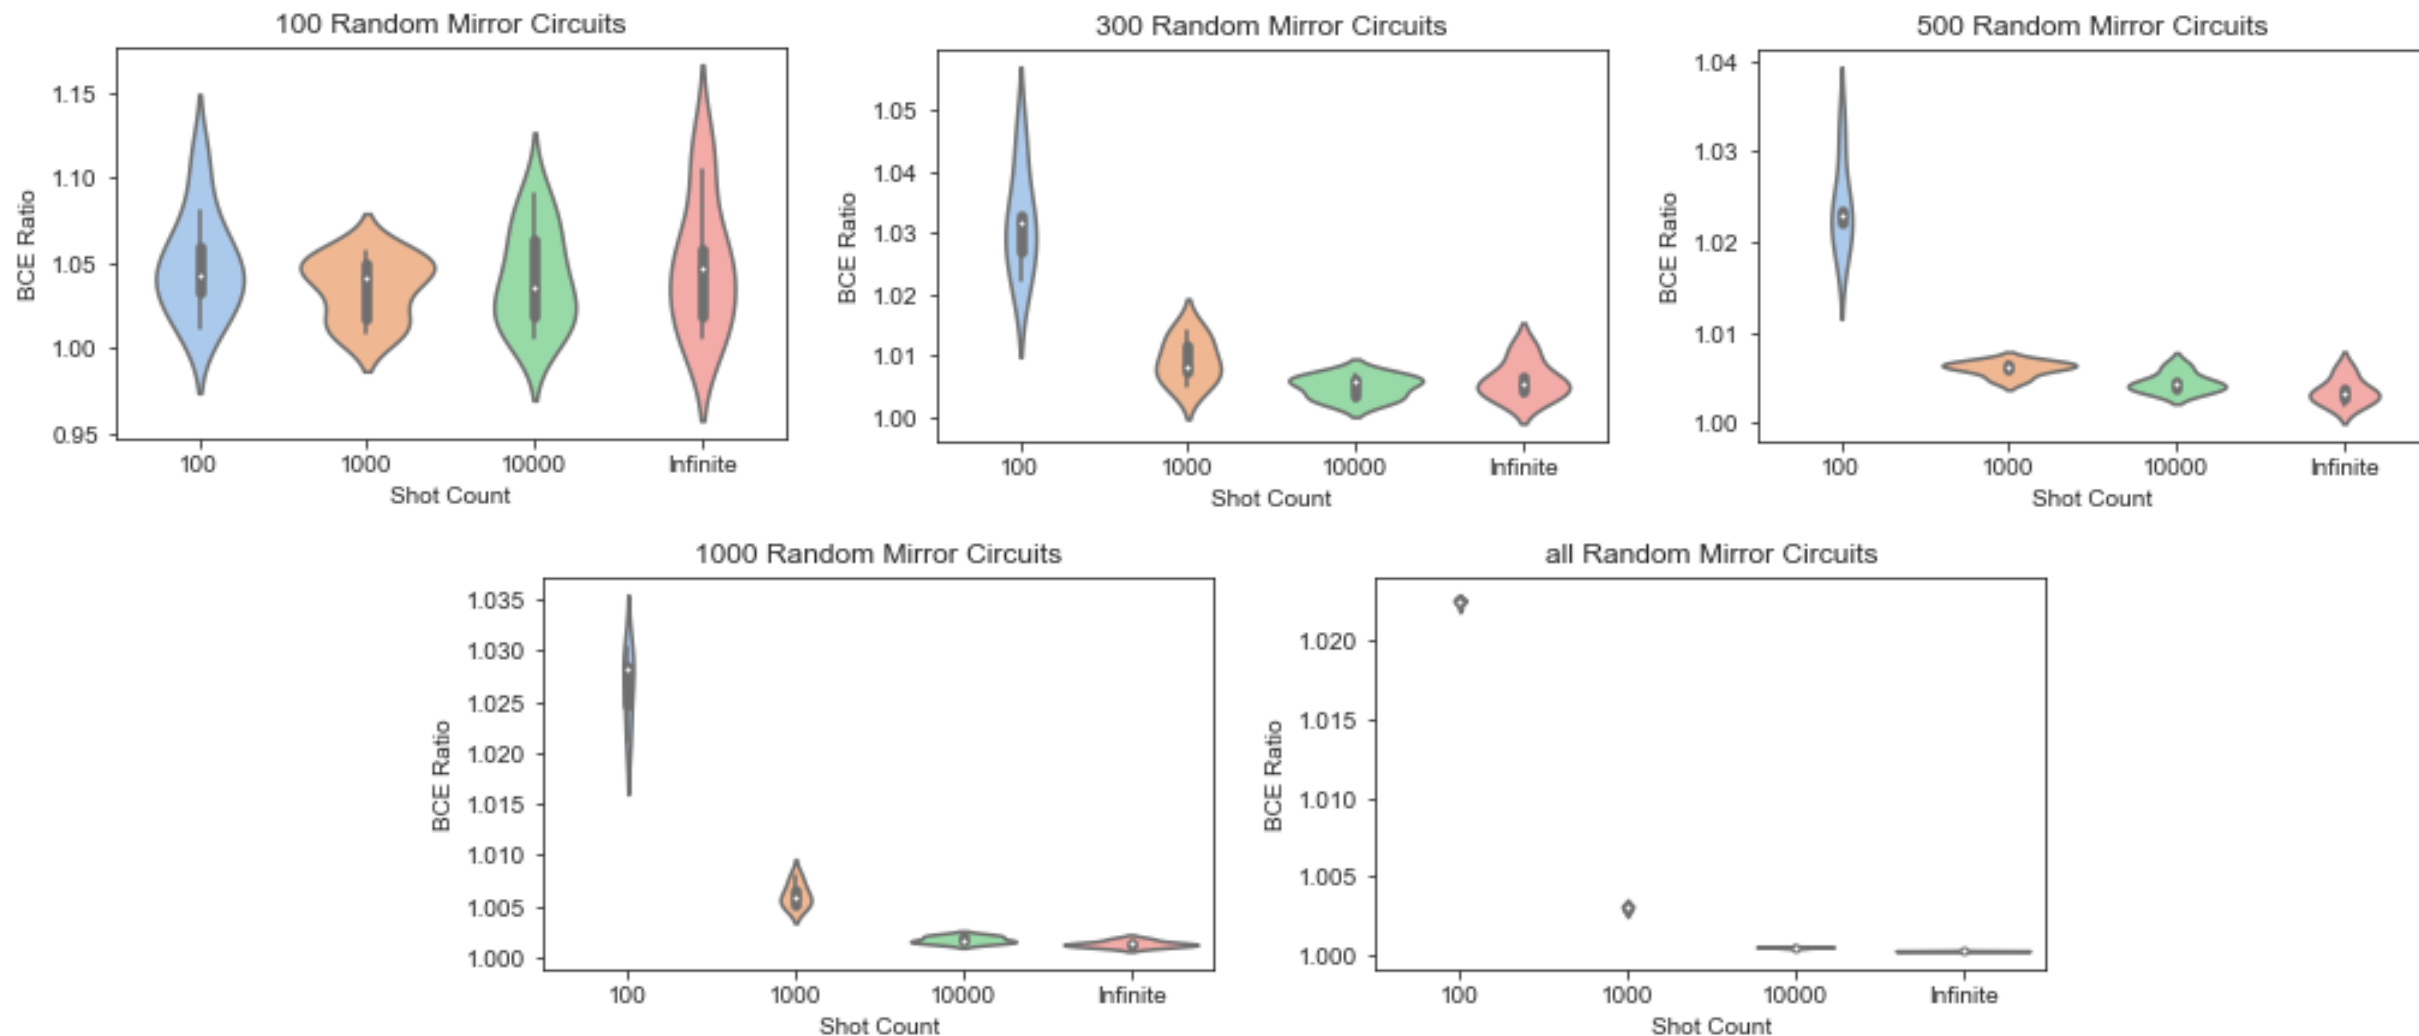 100 Random Mirror Circuits
BCE Ratio
1.15
1.10
1.05
1.00
0.95
100 1000 10000 Infinite
Shot Count
300 Random Mirror Circuits
BCE Ratio
1.05
1.04
1.03
1.02
1.01
1.00
100 1000 10000 Infinite
Shot Count
500 Random Mirror Circuits
BCE Ratio
1.04
1.03
1.02
1.01
1.00
100 1000 10000 Infinite
Shot Count
1000 Random Mirror Circuits
BCE Ratio
1.035
1.030
1.025
1.020
1.015
1.010
1.005
1.000
100 1000 10000 Infinite
Shot Count
all Random Mirror Circuits
BCE Ratio
1.020
1.015
1.010
1.005
1.000
100 1000 10000 Infinite
Shot Count